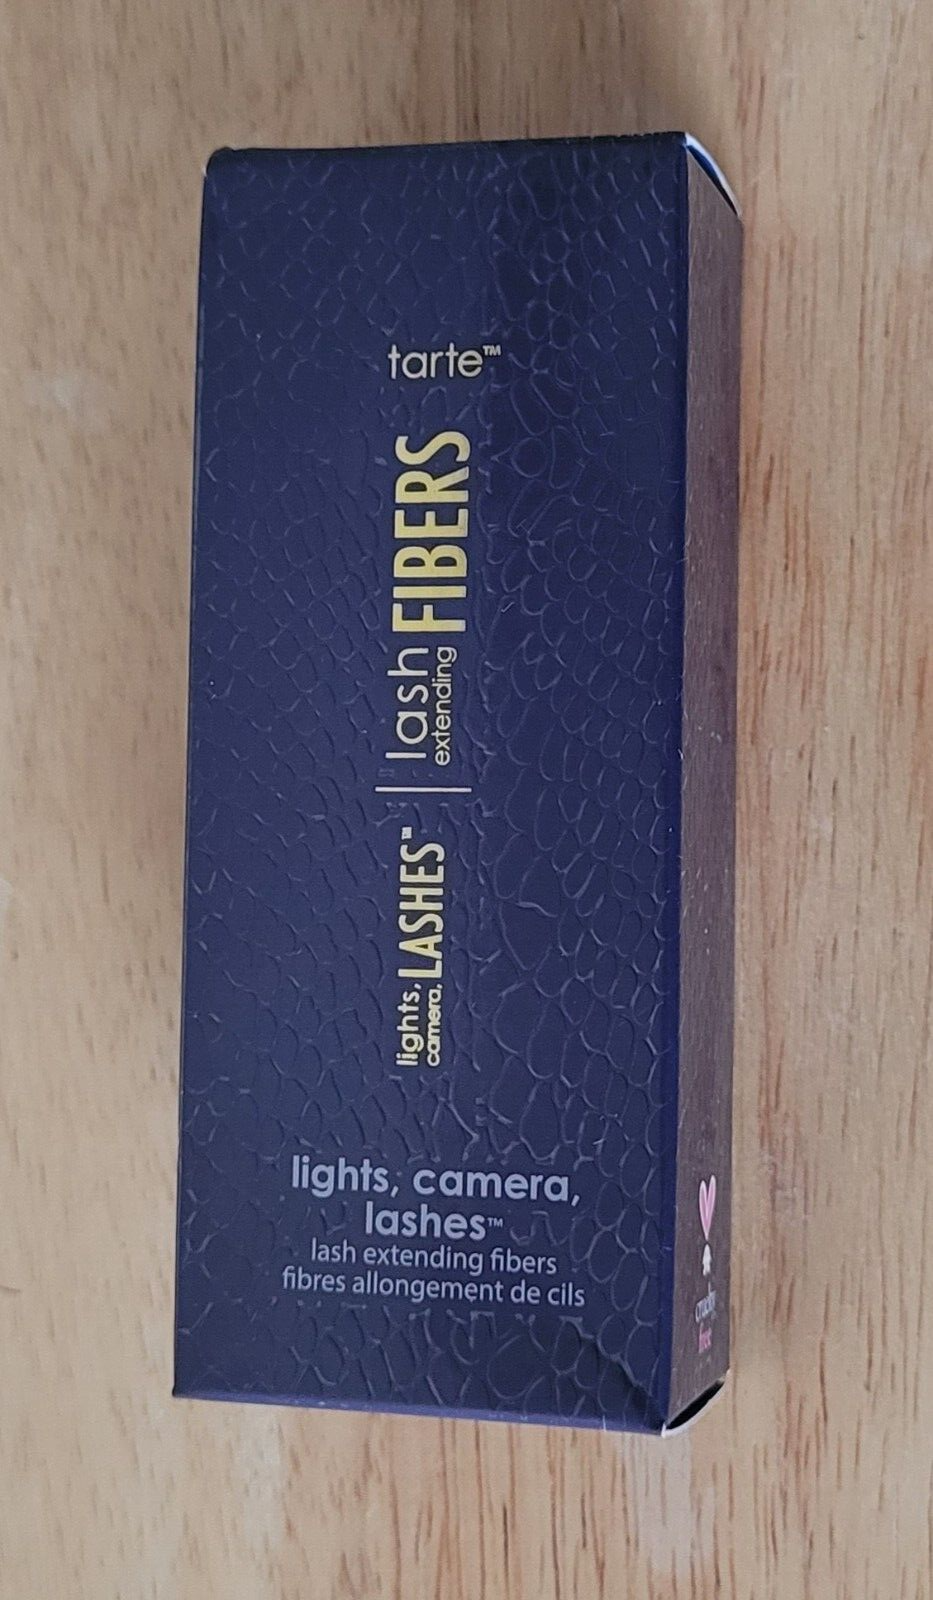 tarte™
lights, camera, LASHES™ | lash extending FIBERS
lights, camera,
lashes™
lash extending fibers
fibres allongement de cils
cruelty
free